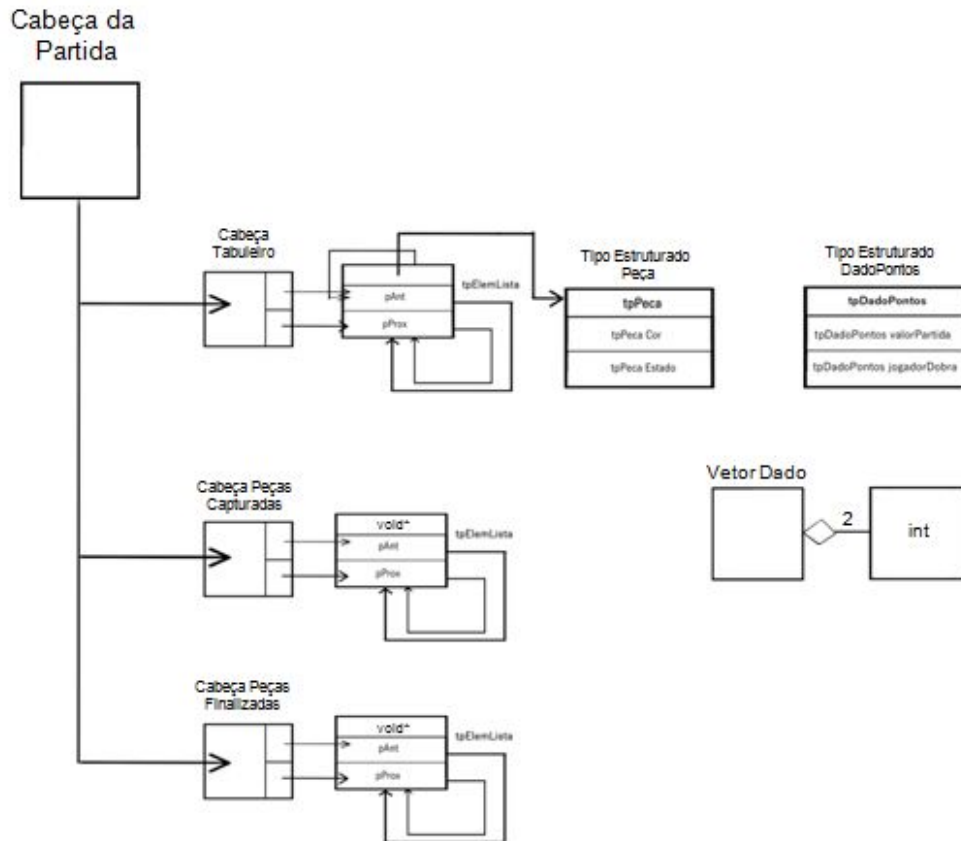 Cabeça da
Partida
Cabeça
Tabuleiro
pAnt
pProx
tpElemLista
Tipo Estruturado
Peça
tpPeca
tpPeca Cor
tpPeca Estado
Tipo Estruturado
DadoPontos
tpDadoPontos
tpDadoPontos valorPartida
tpDadoPontos jogadorDobra
Cabeça Peças
Capturadas
void*
pAnt
pProx
tpElemLista
Vetor Dado
2
int
Cabeça Peças
Finalizadas
void*
pAnt
pProx
tpElemLista